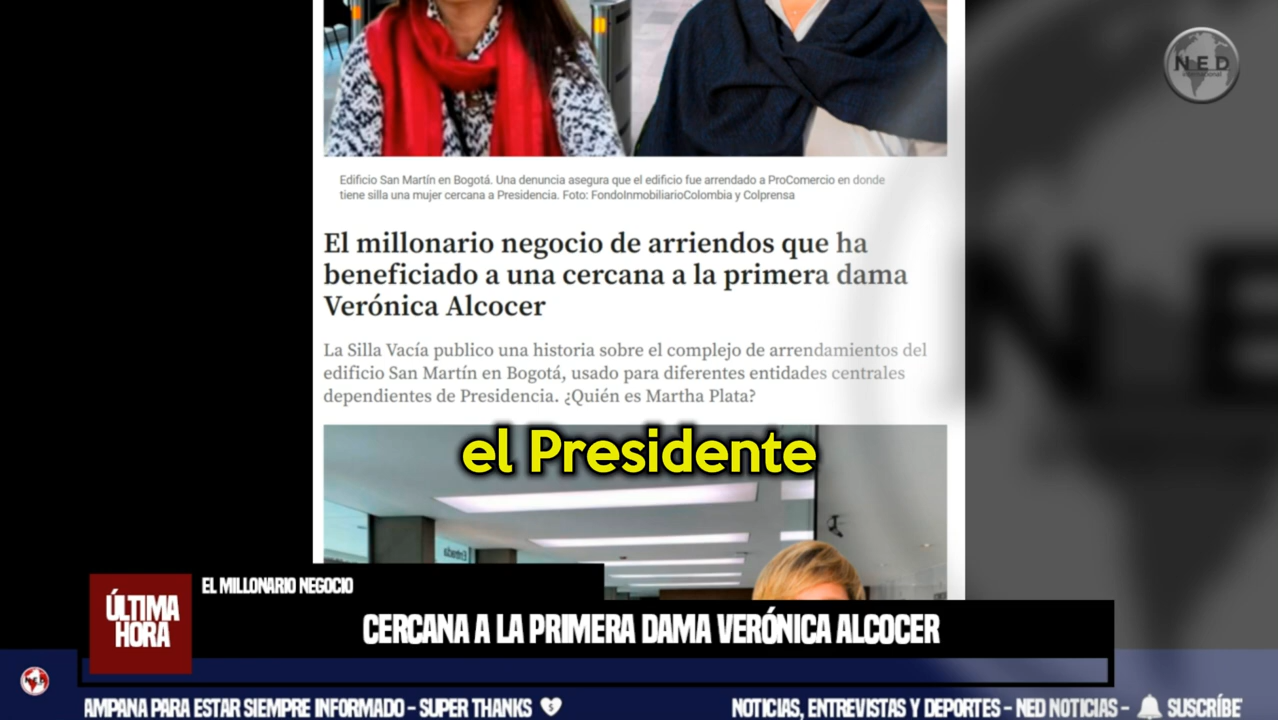 NED
internacional
Edificio San Martín en Bogotá. Una denuncia asegura que el edificio fue arrendado a ProComercio en donde
tiene silla una mujer cercana a Presidencia. Foto: FondoInmobiliarioColombia y Colprensa
El millonario negocio de arriendos que ha
beneficiado a una cercana a la primera dama
Verónica Alcocer
La Silla Vacía publico una historia sobre el complejo de arrendamientos del
edificio San Martín en Bogotá, usado para diferentes entidades centrales
dependientes de Presidencia. ¿Quién es Martha Plata?
el Presidente
Entrada
EL MILLONARIO NEGOCIO
ÚLTIMA
HORA
CERCANA A LA PRIMERA DAMA VERÓNICA ALCOCER
AMPANA PARA ESTAR SIEMPRE INFORMADO - SUPER THANKS
NOTICIAS, ENTREVISTAS Y DEPORTES - NED NOTICIAS - SUSCRÍBE